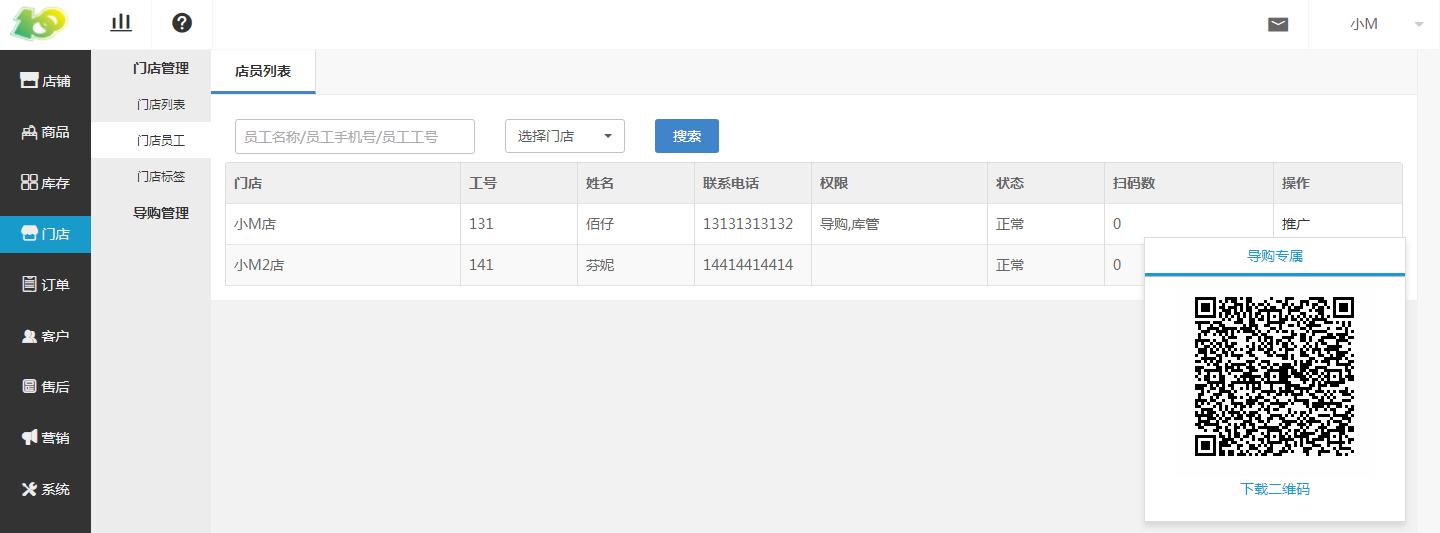 小M
店铺
商品
库存
门店
订单
客户
售后
营销
系统
门店管理
门店列表
门店员工
门店标签
导购管理
店员列表
员工名称/员工手机号/员工工号 选择门店 搜索
门店 工号 姓名 联系电话 权限 状态 扫码数 操作
小M店 131 佰仔 13131313132 导购,库管 正常 0 推广
小M2店 141 芬妮 14414414414 正常 0
导购专属
下载二维码